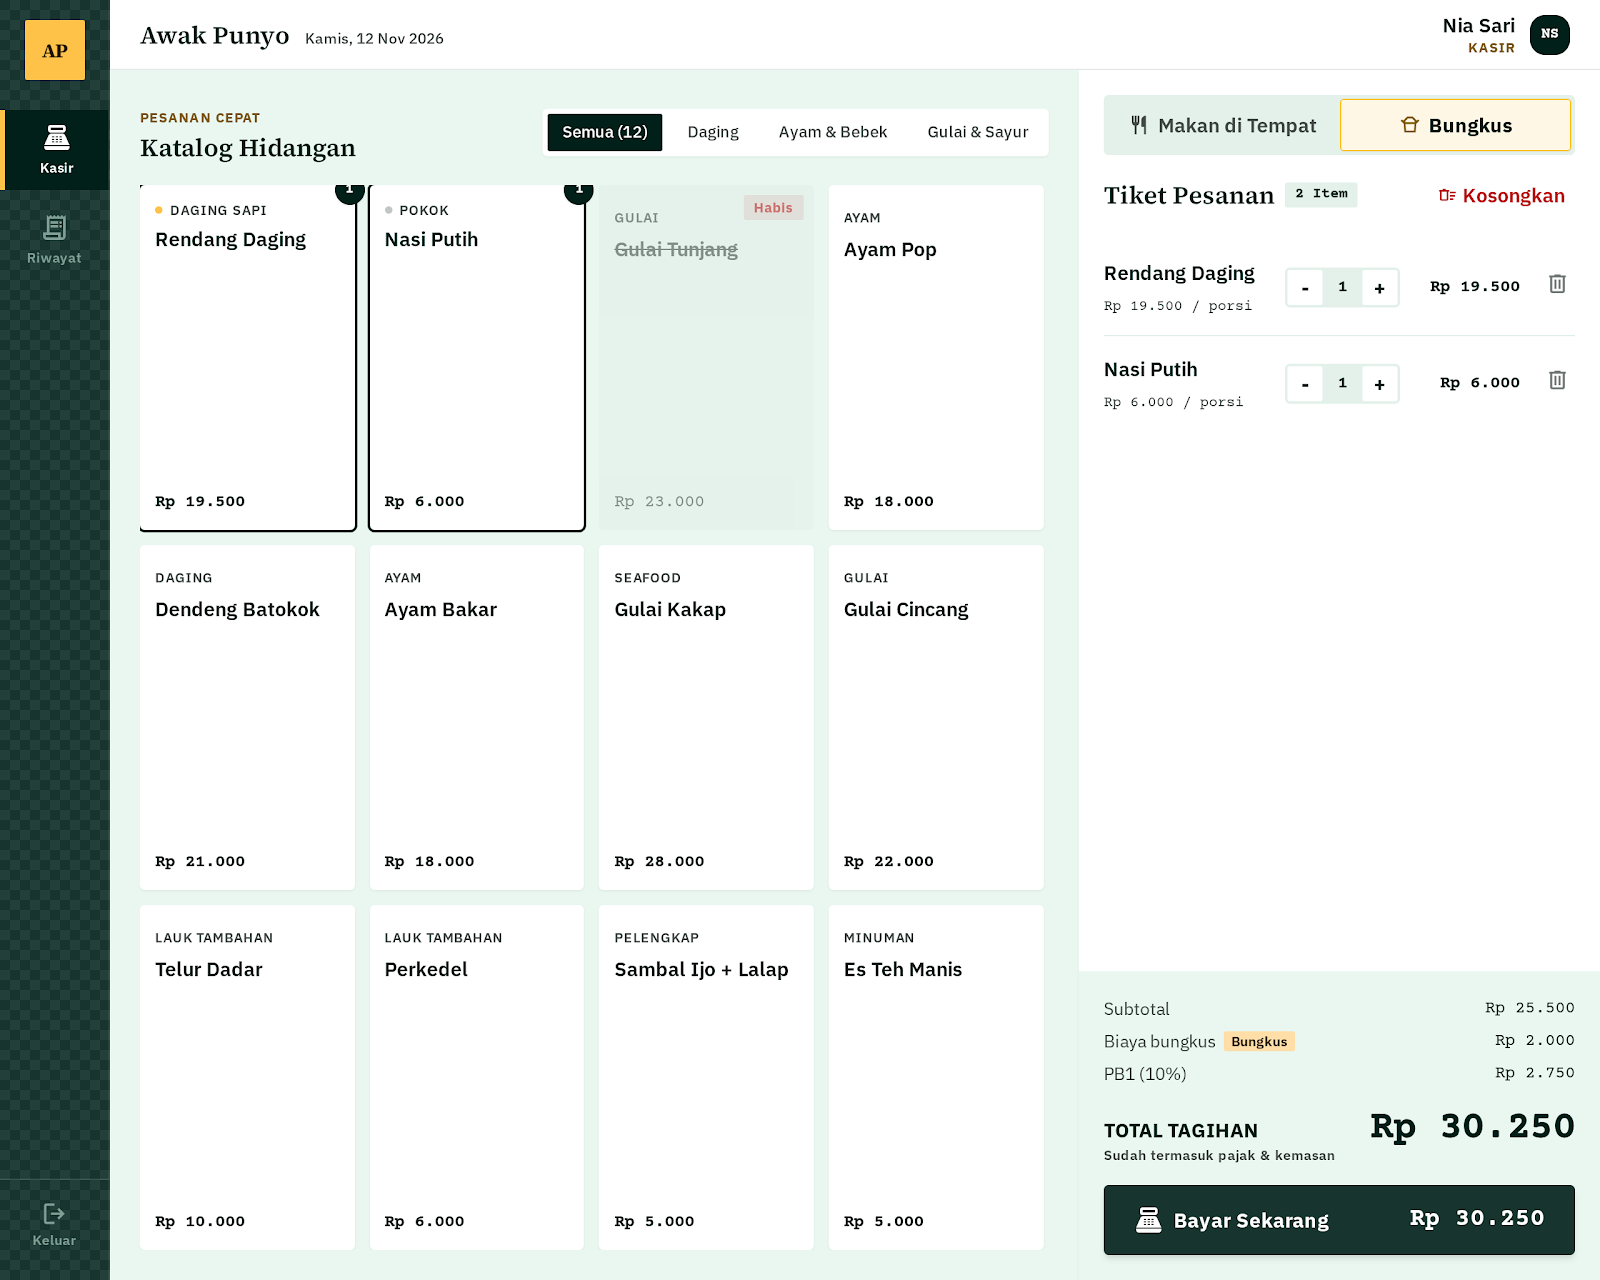 AP
Kasir
Riwayat
Keluar
Awak Punyo
Kamis, 12 Nov 2026
Nia Sari
KASIR
NS
PESANAN CEPAT
Katalog Hidangan
Semua (12)
Daging
Ayam & Bebek
Gulai & Sayur
1
DAGING SAPI
Rendang Daging
Rp 19.500
1
POKOK
Nasi Putih
Rp 6.000
Habis
GULAI
Gulai Tunjang
Rp 23.000
AYAM
Ayam Pop
Rp 18.000
DAGING
Dendeng Batokok
Rp 21.000
AYAM
Ayam Bakar
Rp 18.000
SEAFOOD
Gulai Kakap
Rp 28.000
GULAI
Gulai Cincang
Rp 22.000
LAUK TAMBAHAN
Telur Dadar
Rp 10.000
LAUK TAMBAHAN
Perkedel
Rp 6.000
PELENGKAP
Sambal Ijo + Lalap
Rp 5.000
MINUMAN
Es Teh Manis
Rp 5.000
Makan di Tempat
Bungkus
Tiket Pesanan
2 Item
Kosongkan
Rendang Daging
Rp 19.500 / porsi
- 1 +
Rp 19.500
Nasi Putih
Rp 6.000 / porsi
- 1 +
Rp 6.000
Subtotal
Rp 25.500
Biaya bungkus
Bungkus
Rp 2.000
PB1 (10%)
Rp 2.750
TOTAL TAGIHAN
Rp 30.250
Sudah termasuk pajak & kemasan
Bayar Sekarang
Rp 30.250